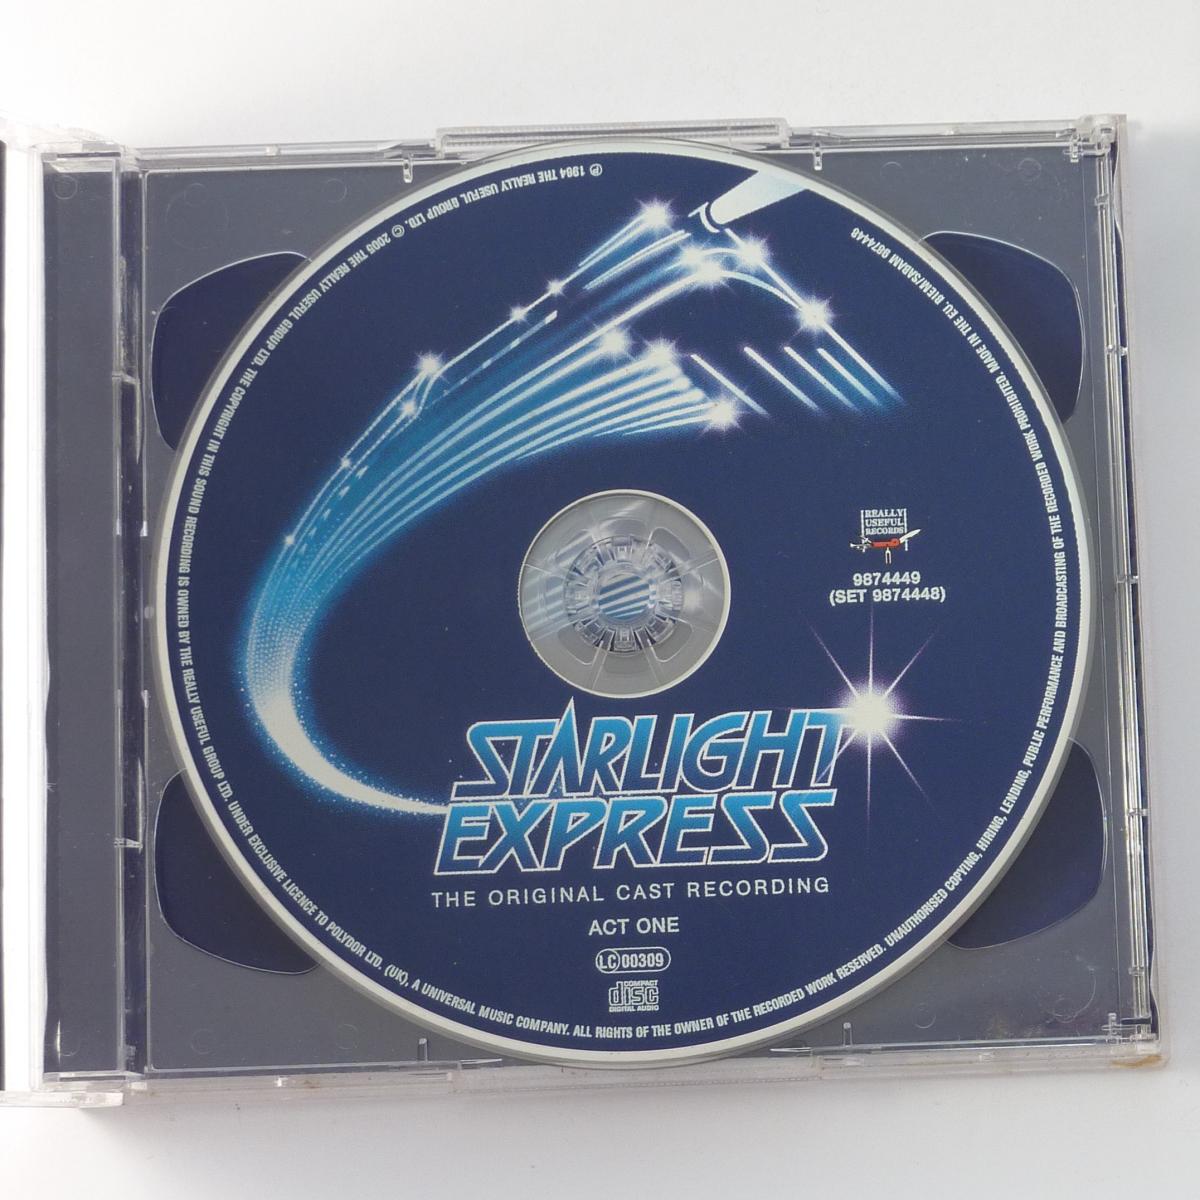 ℗ 1984 THE REALLY USEFUL GROUP LTD. © 2005 THE REALLY USEFUL GROUP LTD. THE COPYRIGHT IN THIS SOUND RECORDING IS OWNED BY THE REALLY USEFUL GROUP LTD. UNDER EXCLUSIVE LICENCE TO POLYDOR LTD. (UK), A UNIVERSAL MUSIC COMPANY. ALL RIGHTS OF THE OWNER OF THE RECORDED WORK RESERVED. UNAUTHORISED COPYING, HIRING, LENDING, PUBLIC PERFORMANCE AND BROADCASTING OF THE RECORDED WORK PROHIBITED. MADE IN THE EU. BIEM/SABAM 9874448
REALLY
USEFUL
RECORDS
9874449
(SET 9874448)
STARLIGHT
EXPRESS
THE ORIGINAL CAST RECORDING
ACT ONE
LC 00309
COMPACT
disc
DIGITAL AUDIO